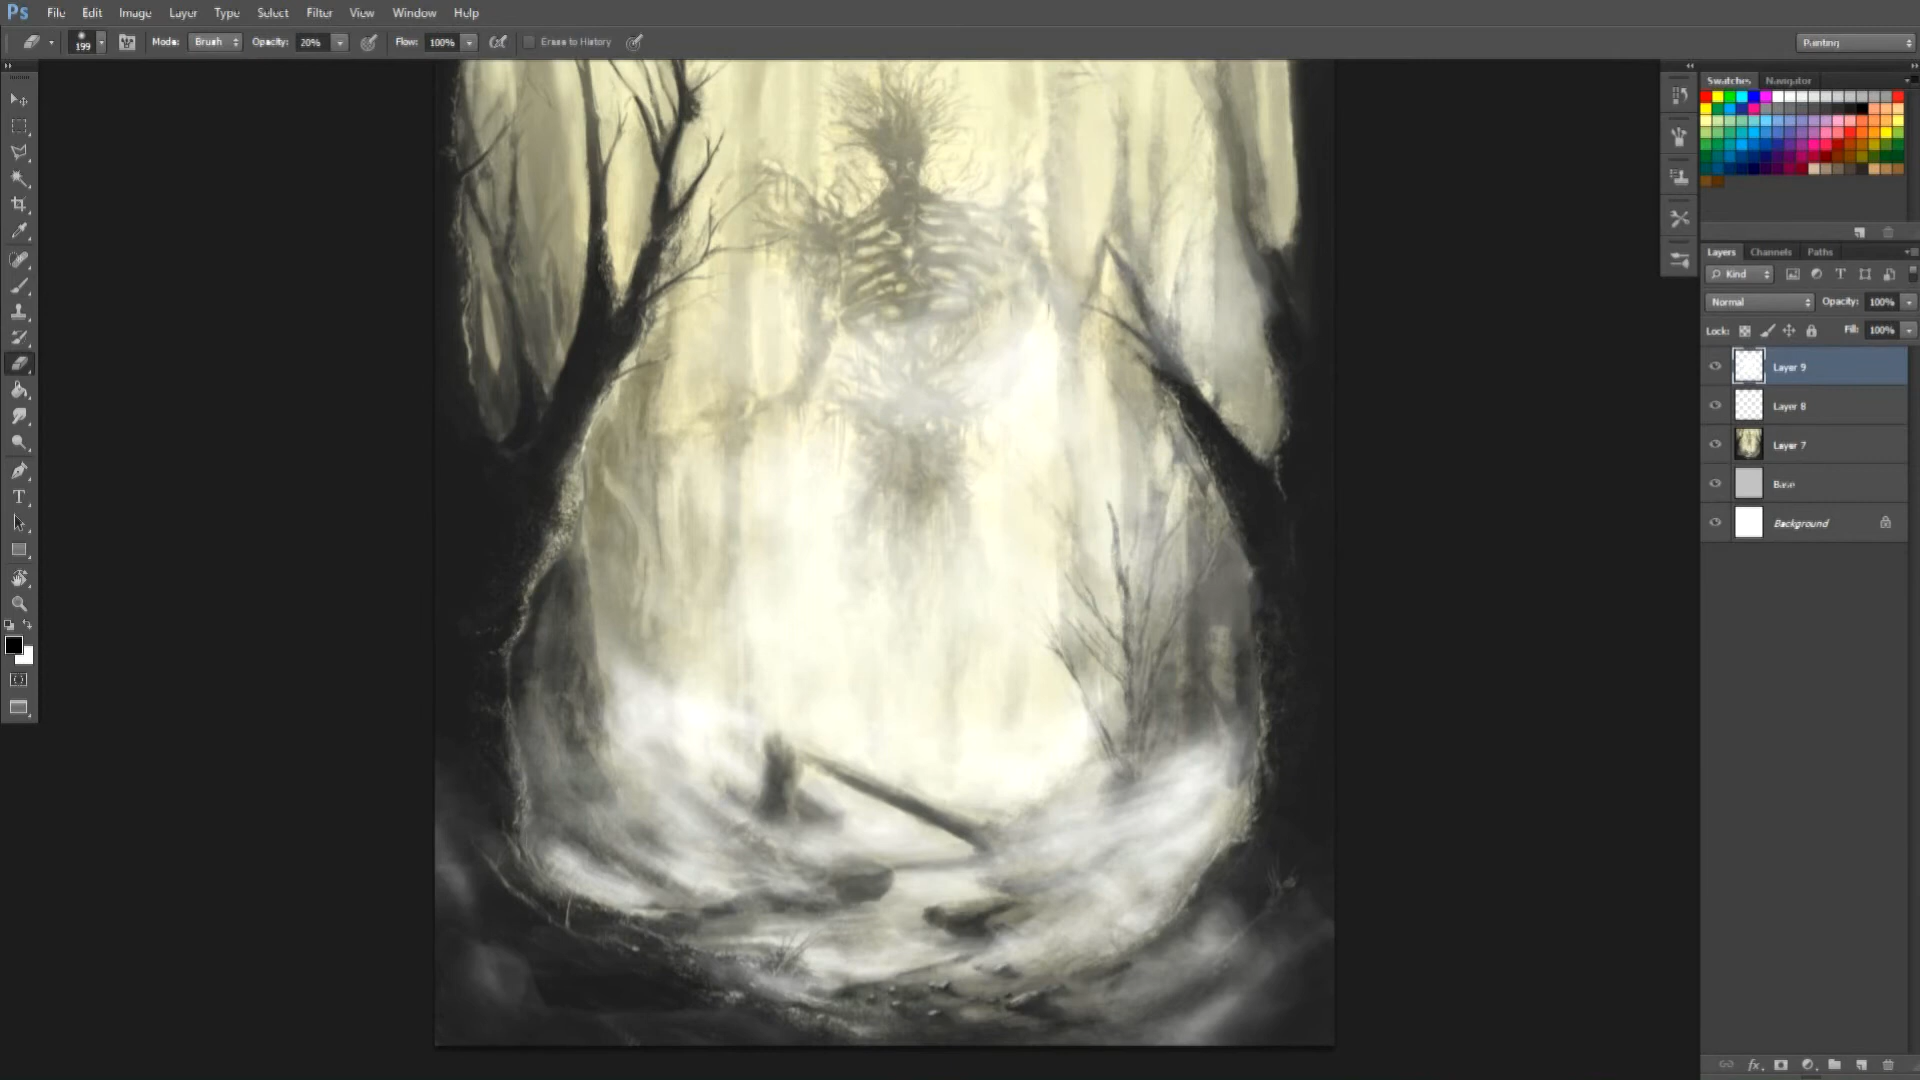 Ps File Edit Image Layer Type Select Filter View Window Help
199 Mode: Brush Opacity: 20% Flow: 100% Erase to History Painting
Swatches Navigator
Layers Channels Paths
Kind T
Normal Opacity: 100%
Lock: Fill: 100%
Layer 9
Layer 8
Layer 7
Base
Background
T
fx